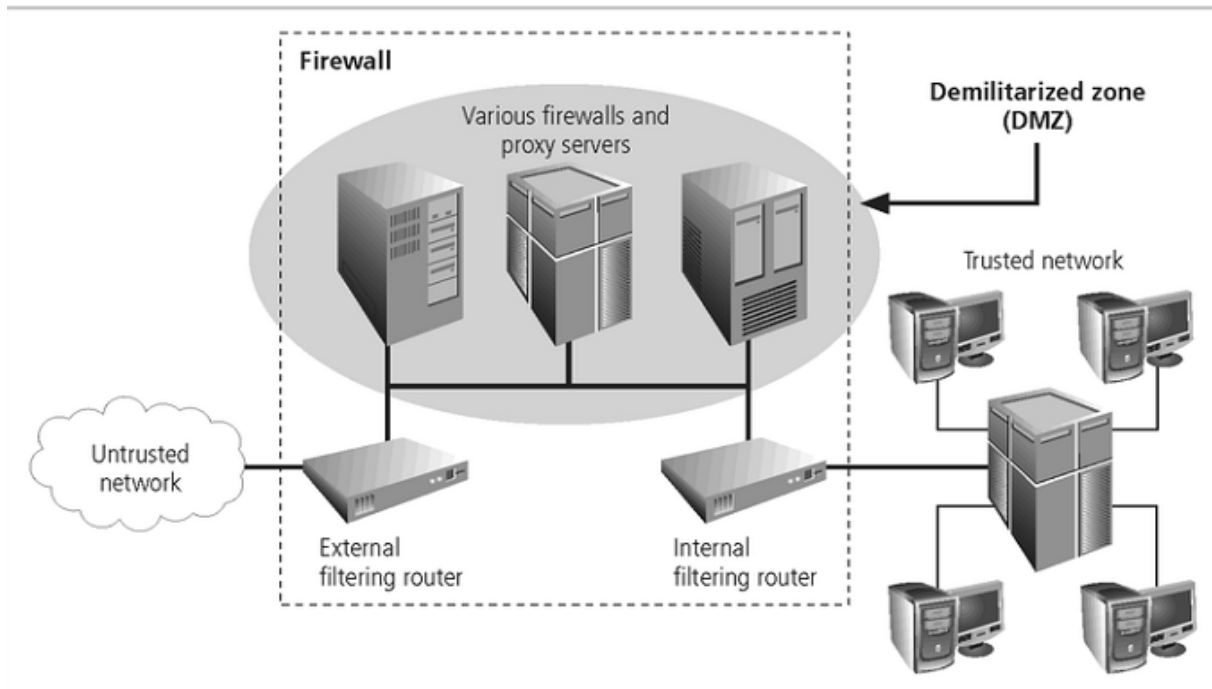 Firewall
Various firewalls and
proxy servers
Demilitarized zone
(DMZ)
Trusted network
Untrusted
network
External
filtering router
Internal
filtering router